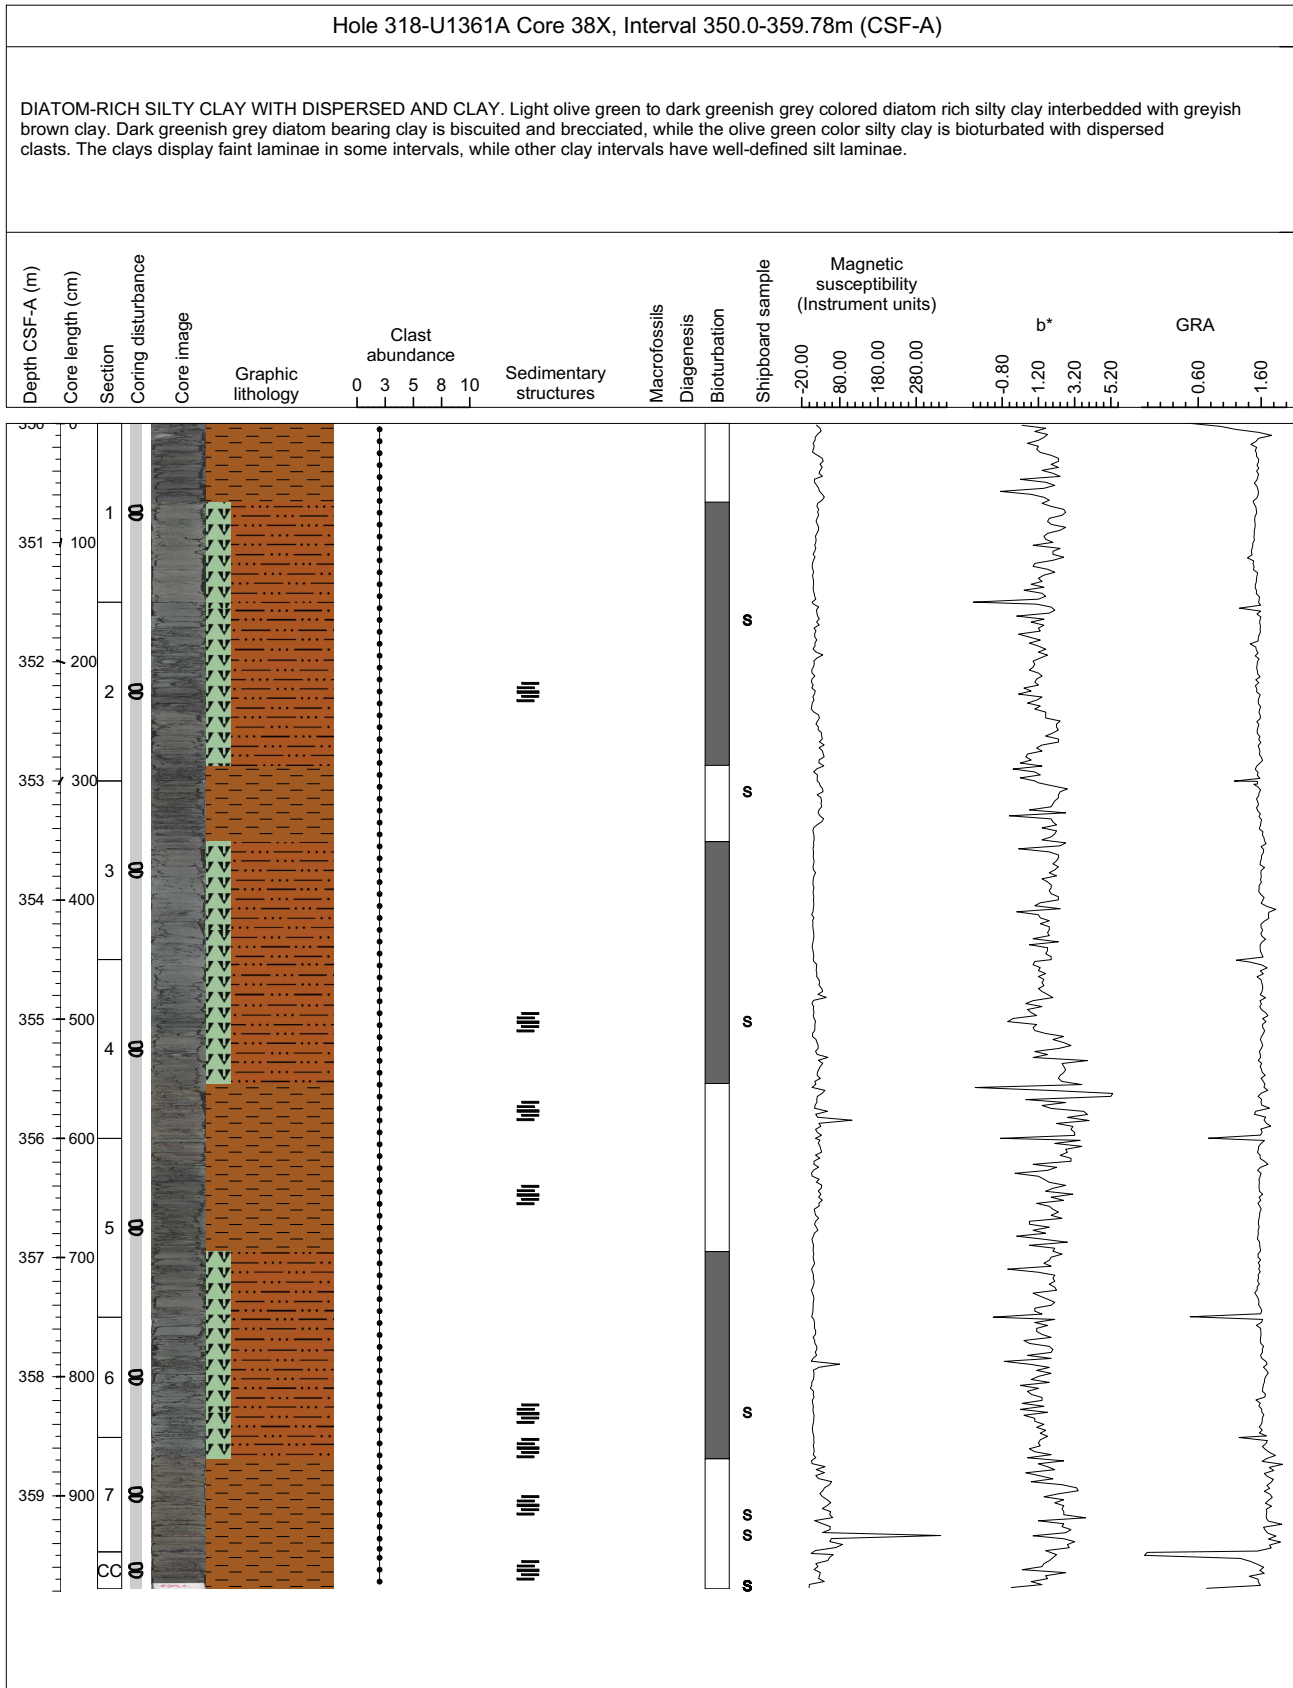 Hole 318-U1361A Core 38X, Interval 350.0-359.78m (CSF-A)
DIATOM-RICH SILTY CLAY WITH DISPERSED AND CLAY. Light olive green to dark greenish grey colored diatom rich silty clay interbedded with greyish
brown clay. Dark greenish grey diatom bearing clay is biscuited and brecciated, while the olive green color silty clay is bioturbated with dispersed
clasts. The clays display faint laminae in some intervals, while other clay intervals have well-defined silt laminae.
Depth CSF-A (m)
Core length (cm)
Section
Coring disturbance
Core image
Graphic
lithology
Clast
abundance
0 3 5 8 10
Sedimentary
structures
Macrofossils
Diagenesis
Bioturbation
Shipboard sample
Magnetic
susceptibility
(Instrument units)
-20.00
80.00
180.00
280.00
b*
-0.80
1.20
3.20
5.20
GRA
0.60
1.60
350 0
1
351 100
S
352 200
2
353 300
S
3
354 400
355 500
S
4
356 600
5
357 700
358 800
6
S
359 900
7
S
S
CC
S